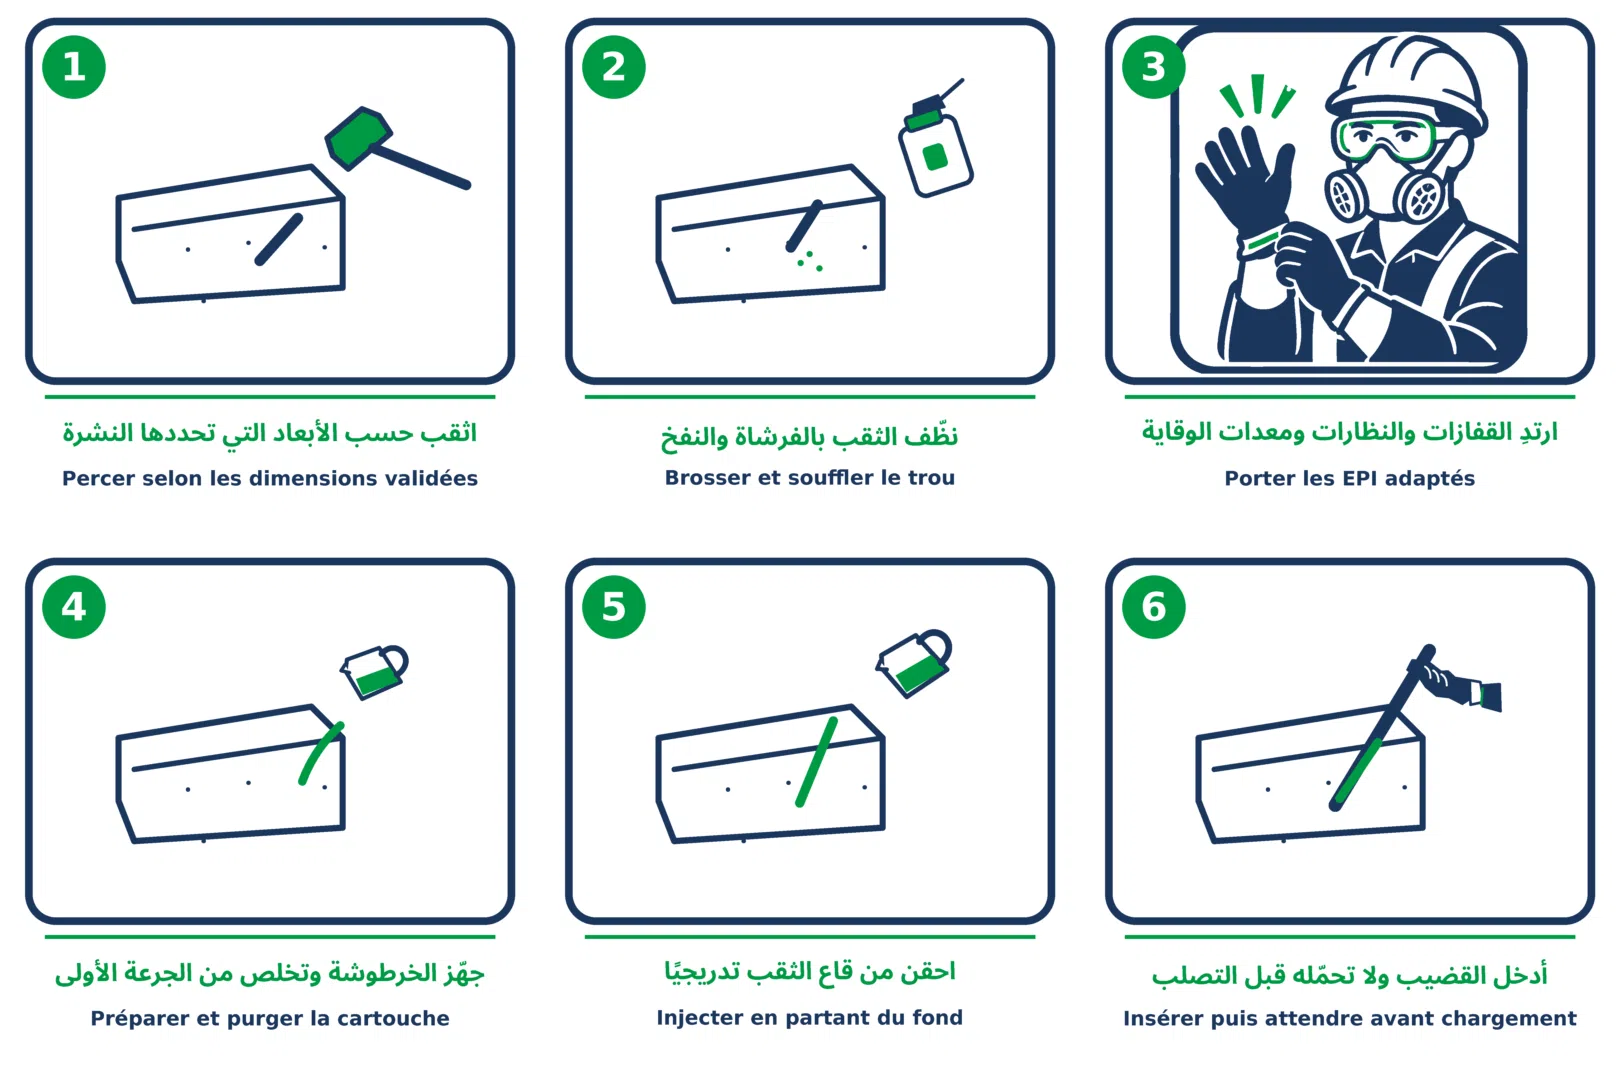 1
اثقب حسب الأبعاد التي تحددها النشرة
Percer selon les dimensions validées
2
نظّف الثقب بالفرشاة والنفخ
Brosser et souffler le trou
3
ارتدِ القفازات والنظارات ومعدات الوقاية
Porter les EPI adaptés
4
جهّز الخرطوشة وتخلص من الجرعة الأولى
Préparer et purger la cartouche
5
احقن من قاع الثقب تدريجيًا
Injecter en partant du fond
6
أدخل القضيب ولا تحمّله قبل التصلب
Insérer puis attendre avant chargement